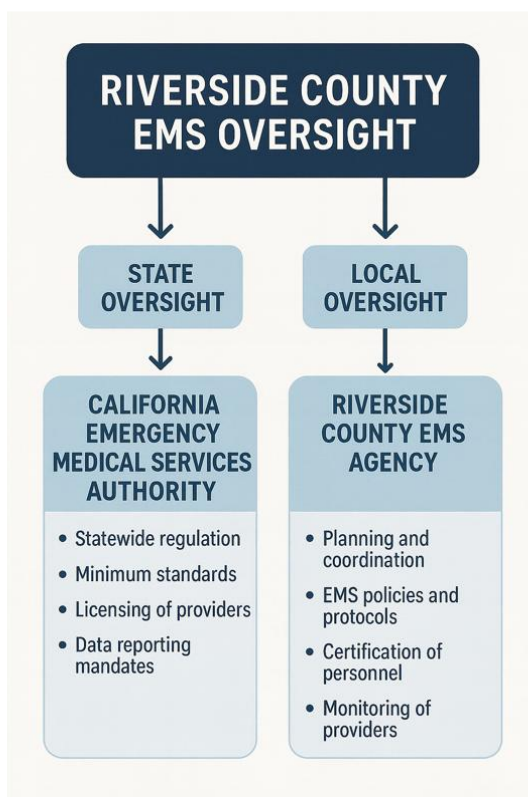 RIVERSIDE COUNTY
EMS OVERSIGHT
STATE
OVERSIGHT
LOCAL
OVERSIGHT
CALIFORNIA
EMERGENCY
MEDICAL SERVICES
AUTHORITY
• Statewide regulation
• Minimum standards
• Licensing of providers
• Data reporting
mandates
RIVERSIDE
COUNTY EMS
AGENCY
• Planning and
coordination
• EMS policies and
protocols
• Certification of
personnel
• Monitoring of
providers